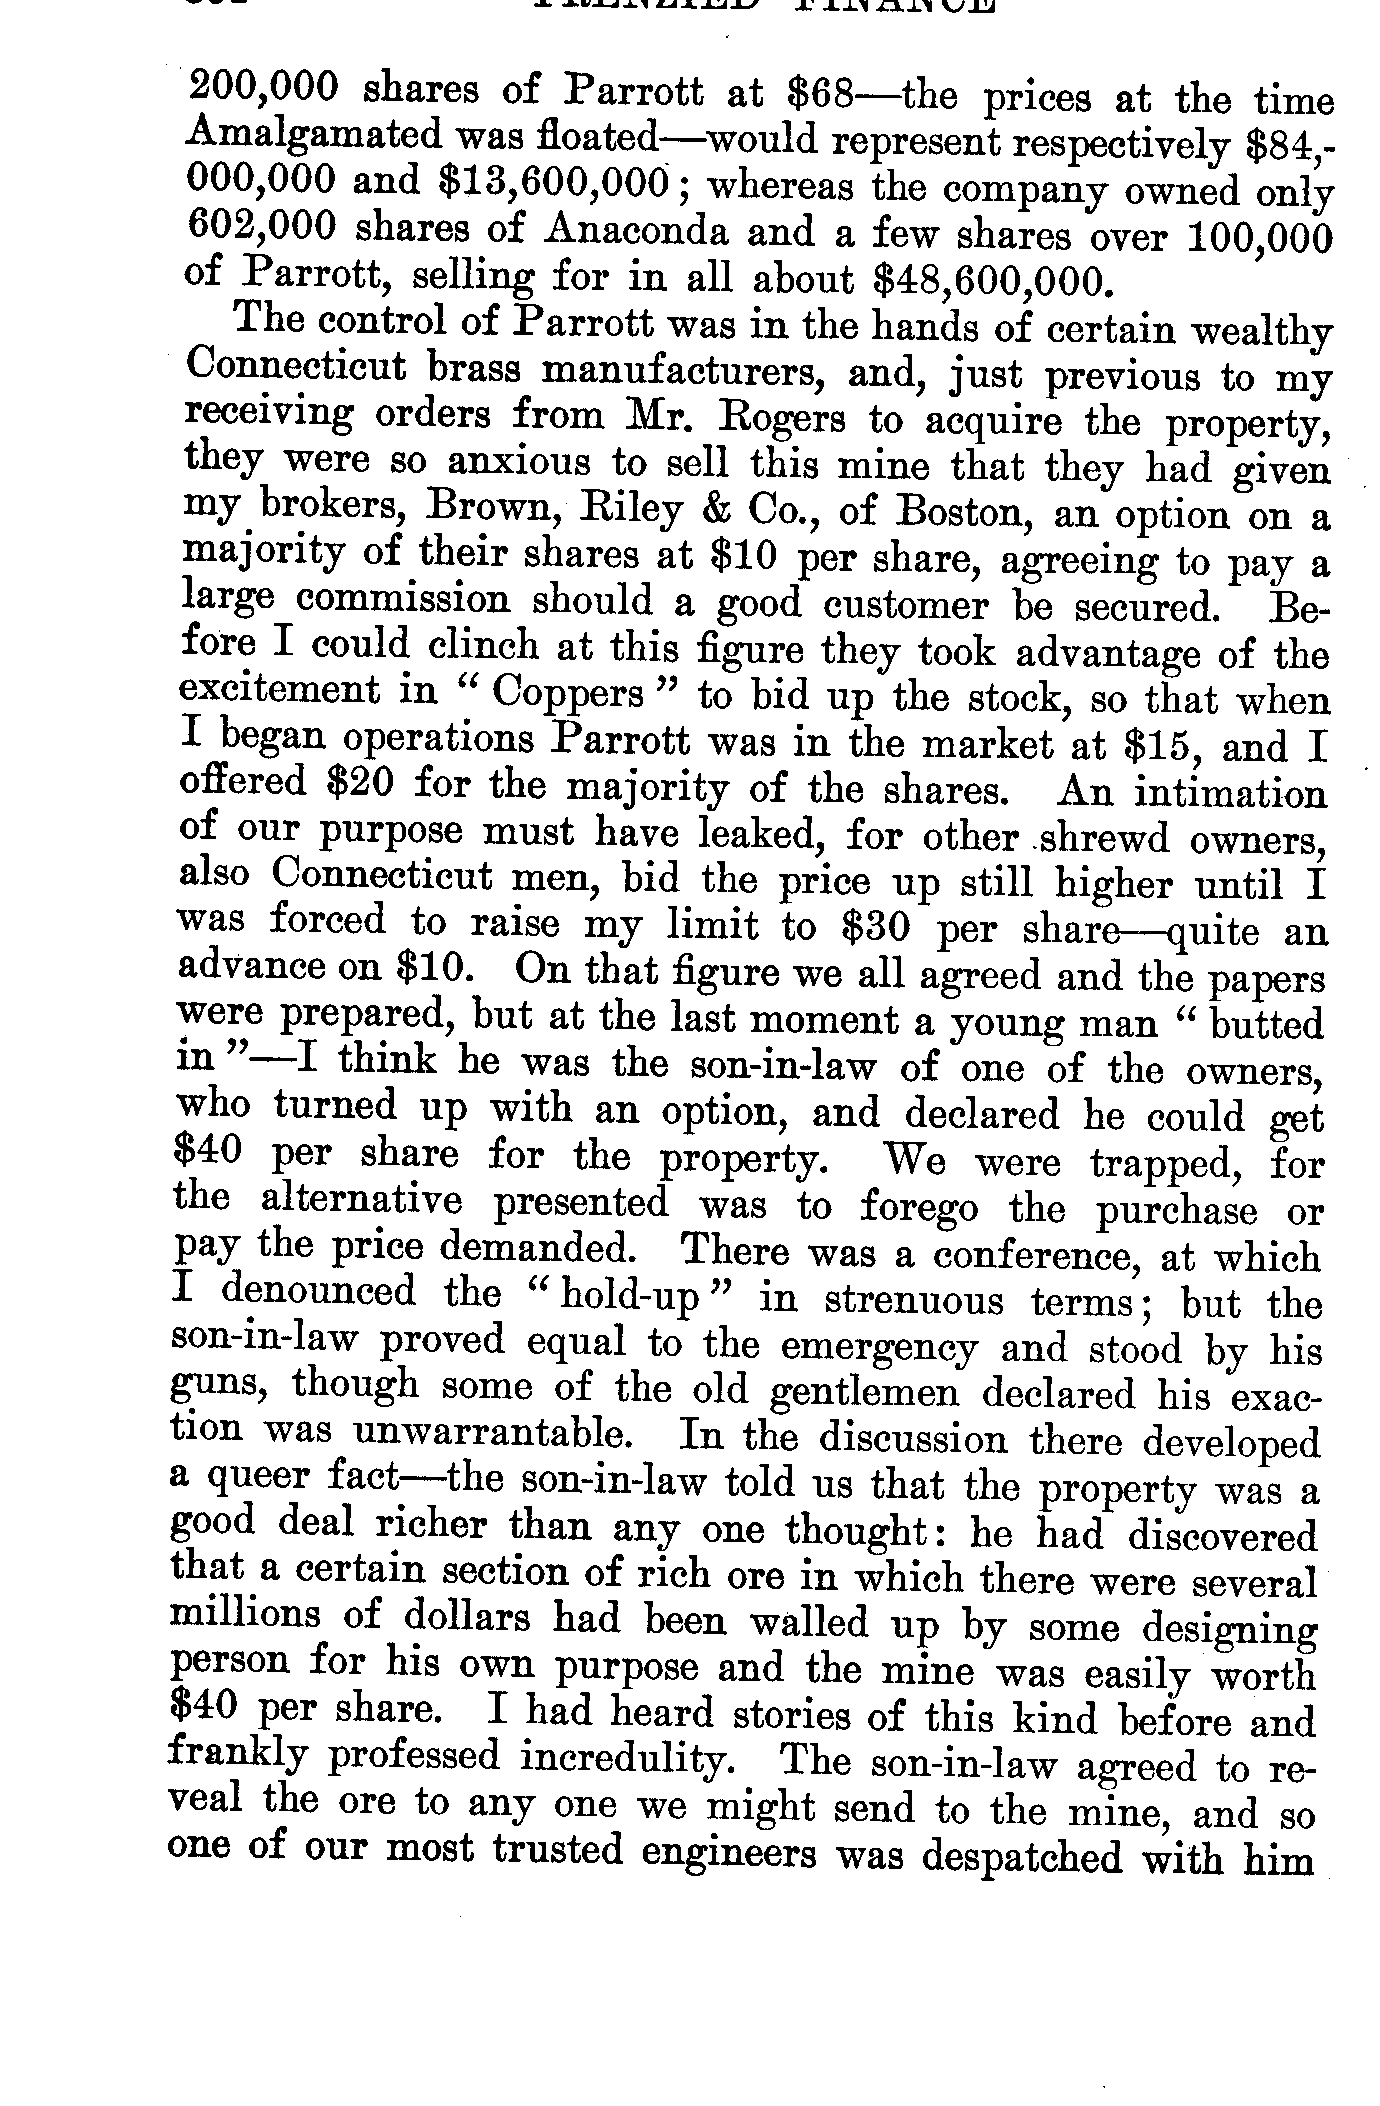 FRENZIED FINANCE
200,000 shares of Parrott at $68—the prices at the time
Amalgamated was floated—would represent respectively $84,-
000,000 and $13,600,000; whereas the company owned only
602,000 shares of Anaconda and a few shares over 100,000
of Parrott, selling for in all about $48,600,000.
The control of Parrott was in the hands of certain wealthy
Connecticut brass manufacturers, and, just previous to my
receiving orders from Mr. Rogers to acquire the property,
they were so anxious to sell this mine that they had given
my brokers, Brown, Riley & Co., of Boston, an option on a
majority of their shares at $10 per share, agreeing to pay a
large commission should a good customer be secured. Be-
fore I could clinch at this figure they took advantage of the
excitement in " Coppers " to bid up the stock, so that when
I began operations Parrott was in the market at $15, and I
offered $20 for the majority of the shares. An intimation
of our purpose must have leaked, for other shrewd owners,
also Connecticut men, bid the price up still higher until I
was forced to raise my limit to $30 per share—quite an
advance on $10. On that figure we all agreed and the papers
were prepared, but at the last moment a young man " butted
in "—I think he was the son-in-law of one of the owners,
who turned up with an option, and declared he could get
$40 per share for the property. We were trapped, for
the alternative presented was to forego the purchase or
pay the price demanded. There was a conference, at which
I denounced the " hold-up " in strenuous terms; but the
son-in-law proved equal to the emergency and stood by his
guns, though some of the old gentlemen declared his exac-
tion was unwarrantable. In the discussion there developed
a queer fact—the son-in-law told us that the property was a
good deal richer than any one thought: he had discovered
that a certain section of rich ore in which there were several
millions of dollars had been walled up by some designing
person for his own purpose and the mine was easily worth
$40 per share. I had heard stories of this kind before and
frankly professed incredulity. The son-in-law agreed to re-
veal the ore to any one we might send to the mine, and so
one of our most trusted engineers was despatched with him